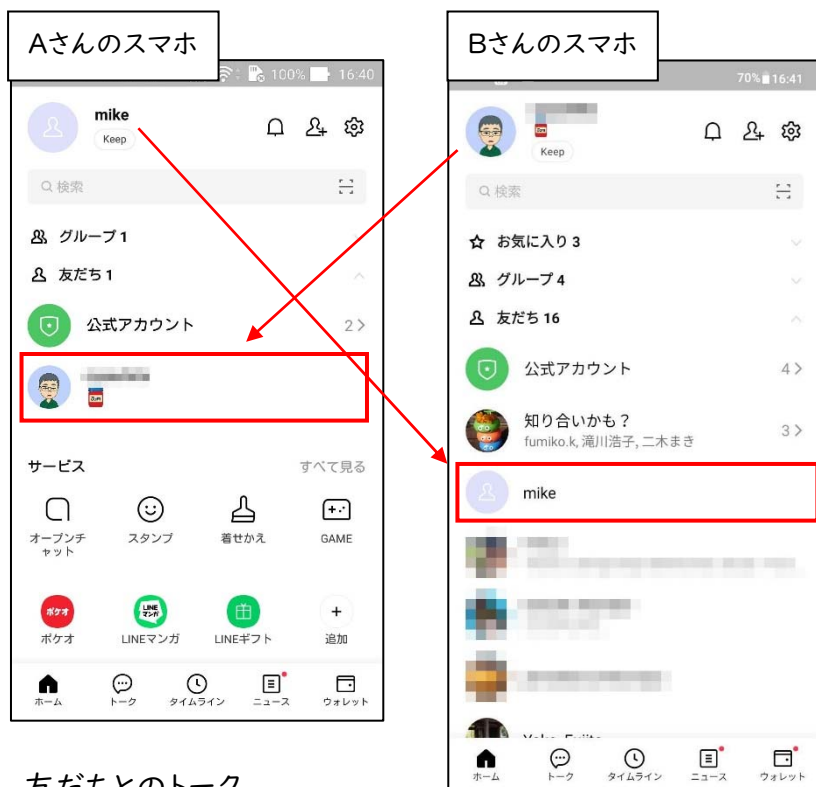 Aさんのスマホ
100% 16:40
mike
Keep
検索
グループ 1
友だち 1
公式アカウント 2
サービス すべて見る
オープンチャット スタンプ 着せかえ GAME
ポケオ LINEマンガ LINEギフト 追加
ホーム トーク タイムライン ニュース ウォレット
友だちとのトーク
Bさんのスマホ
70% 16:41
Keep
検索
お気に入り 3
グループ 4
友だち 16
公式アカウント 4
知り合いかも?
fumiko.k, 滝川浩子, 二木まき 3
mike
ホーム トーク タイムライン ニュース ウォレット